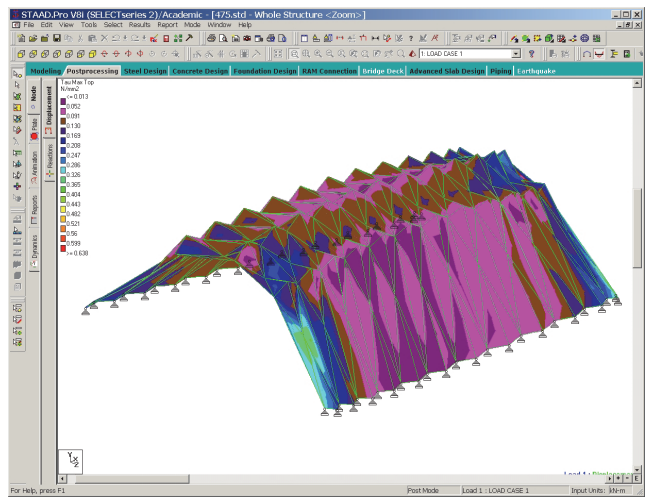 STAAD.Pro V8i (SELECTseries 2)/Academic - [475.std - Whole Structure <Zoom>]
File Edit View Tools Select Results Report Mode Window Help
1: LOAD CASE 1
Modeling Postprocessing Steel Design Concrete Design Foundation Design RAM Connection Bridge Deck Advanced Slab Design Piping Earthquake
Node
Plate
Animation
Reports
Dynamics
Displacement
Reactions
Tau Max Top
N/mm2
<= 0.013
0.052
0.091
0.130
0.169
0.208
0.247
0.286
0.326
0.365
0.404
0.443
0.482
0.521
0.56
0.599
>= 0.638
Y
X
Z
Load 1 : Displacement
For Help, press F1
Post Mode
Load 1 : LOAD CASE 1
Input Units: kN-m